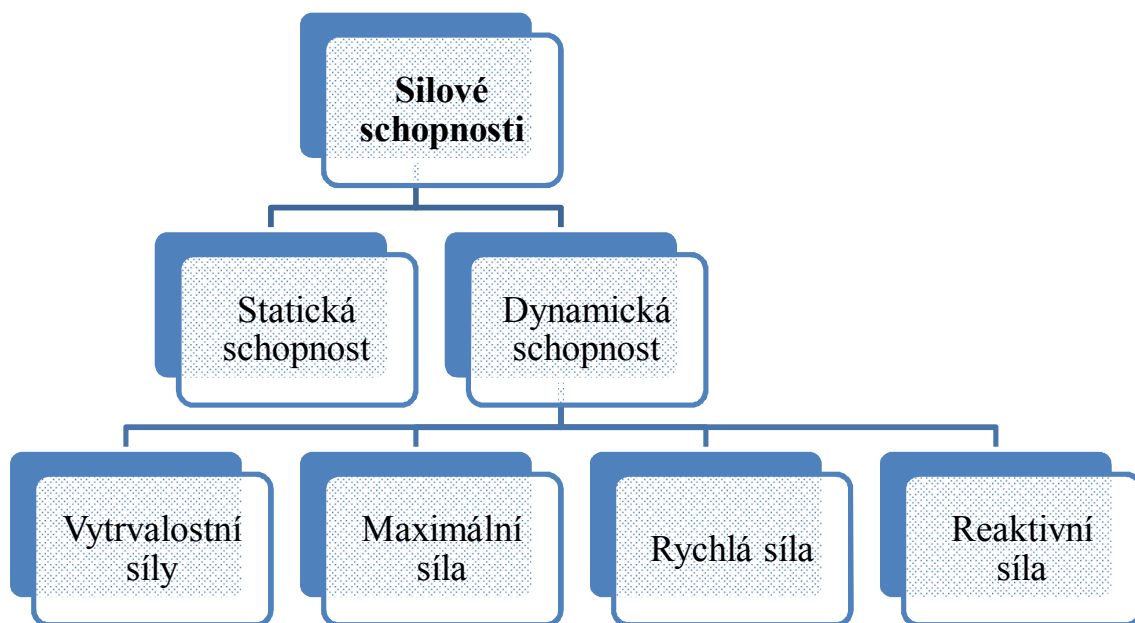 Silové
schopnosti
Statická
schopnost
Dynamická
schopnost
Vytrvalostní
síly
Maximální
síla
Rychlá síla
Reaktivní
síla